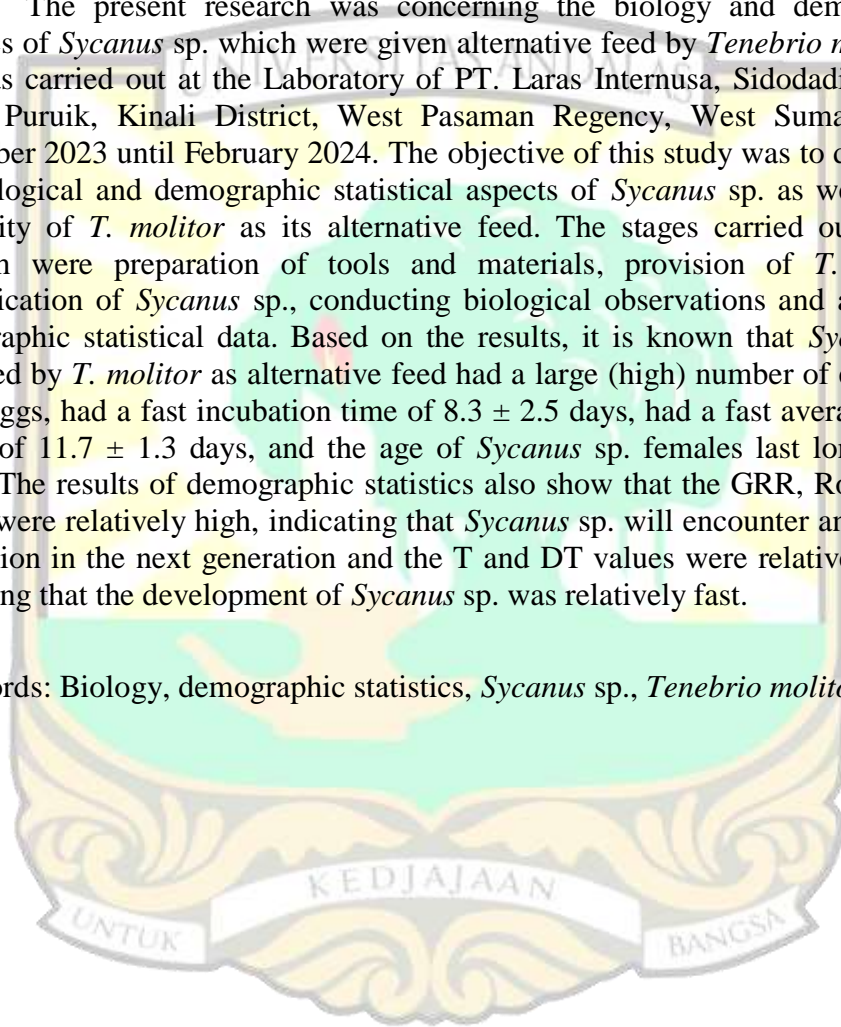 The present research was concerning the biology and dem
es of Sycanus sp. which were given alternative feed by Tenebrio m
as carried out at the Laboratory of PT. Laras Internusa, Sidodadi
Puruik, Kinali District, West Pasaman Regency, West Suma
ber 2023 until February 2024. The objective of this study was to d
logical and demographic statistical aspects of Sycanus sp. as we
ity of T. molitor as its alternative feed. The stages carried ou
h were preparation of tools and materials, provision of T.
ication of Sycanus sp., conducting biological observations and a
raphic statistical data. Based on the results, it is known that Syc
ed by T. molitor as alternative feed had a large (high) number of e
ggs, had a fast incubation time of 8.3 ± 2.5 days, had a fast avera
of 11.7 ± 1.3 days, and the age of Sycanus sp. females last lon
The results of demographic statistics also show that the GRR, Ro
were relatively high, indicating that Sycanus sp. will encounter an
ion in the next generation and the T and DT values were relative
ing that the development of Sycanus sp. was relatively fast.
ords: Biology, demographic statistics, Sycanus sp., Tenebrio molito
UNIVERSITAS ANDALAS
KEDJAJAAN
UNTUK
BANGSA